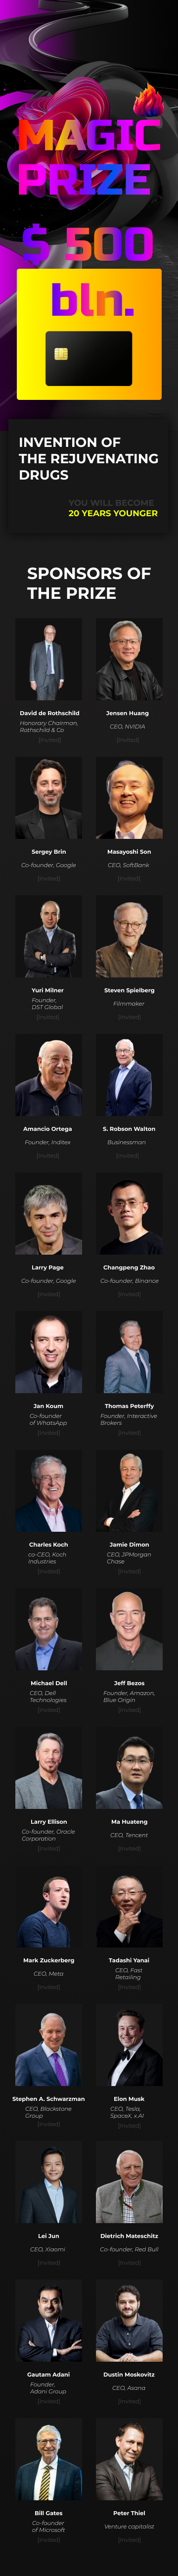 MAGIC
PRIZE
$ 500
bln.
INVENTION OF
THE REJUVENATING
DRUGS
YOU WILL BECOME
20 YEARS YOUNGER
SPONSORS OF
THE PRIZE
David de Rothschild
Honorary Chairman,
Rothschild & Co
[invited]
Jensen Huang
CEO, NVIDIA
[invited]
Sergey Brin
Co-founder, Google
[invited]
Masayoshi Son
CEO, SoftBank
[invited]
Yuri Milner
Founder,
DST Global
[invited]
Steven Spielberg
Filmmaker
[invited]
Amancio Ortega
Founder, Inditex
[invited]
S. Robson Walton
Businessman
[invited]
Larry Page
Co-founder, Google
[invited]
Changpeng Zhao
Co-founder, Binance
[invited]
Jan Koum
Co-founder
of WhatsApp
[invited]
Thomas Peterffy
Founder, Interactive
Brokers
[invited]
Charles Koch
co-CEO, Koch
Industries
[invited]
Jamie Dimon
CEO, JPMorgan
Chase
[invited]
Michael Dell
CEO, Dell
Technologies
[invited]
Jeff Bezos
Founder, Amazon,
Blue Origin
[invited]
Larry Ellison
Co-founder, Oracle
Corporation
[invited]
Ma Huateng
CEO, Tencent
[invited]
Mark Zuckerberg
CEO, Meta
[invited]
Tadashi Yanai
CEO, Fast
Retailing
[invited]
Stephen A. Schwarzman
CEO, Blackstone
Group
[invited]
Elon Musk
CEO, Tesla,
SpaceX, x.AI
[invited]
Lei Jun
CEO, Xiaomi
[invited]
Dietrich Mateschitz
Co-founder, Red Bull
[invited]
Gautam Adani
Founder,
Adani Group
[invited]
Dustin Moskovitz
CEO, Asana
[invited]
Bill Gates
Co-founder
of Microsoft
[invited]
Peter Thiel
Venture capitalist
[invited]